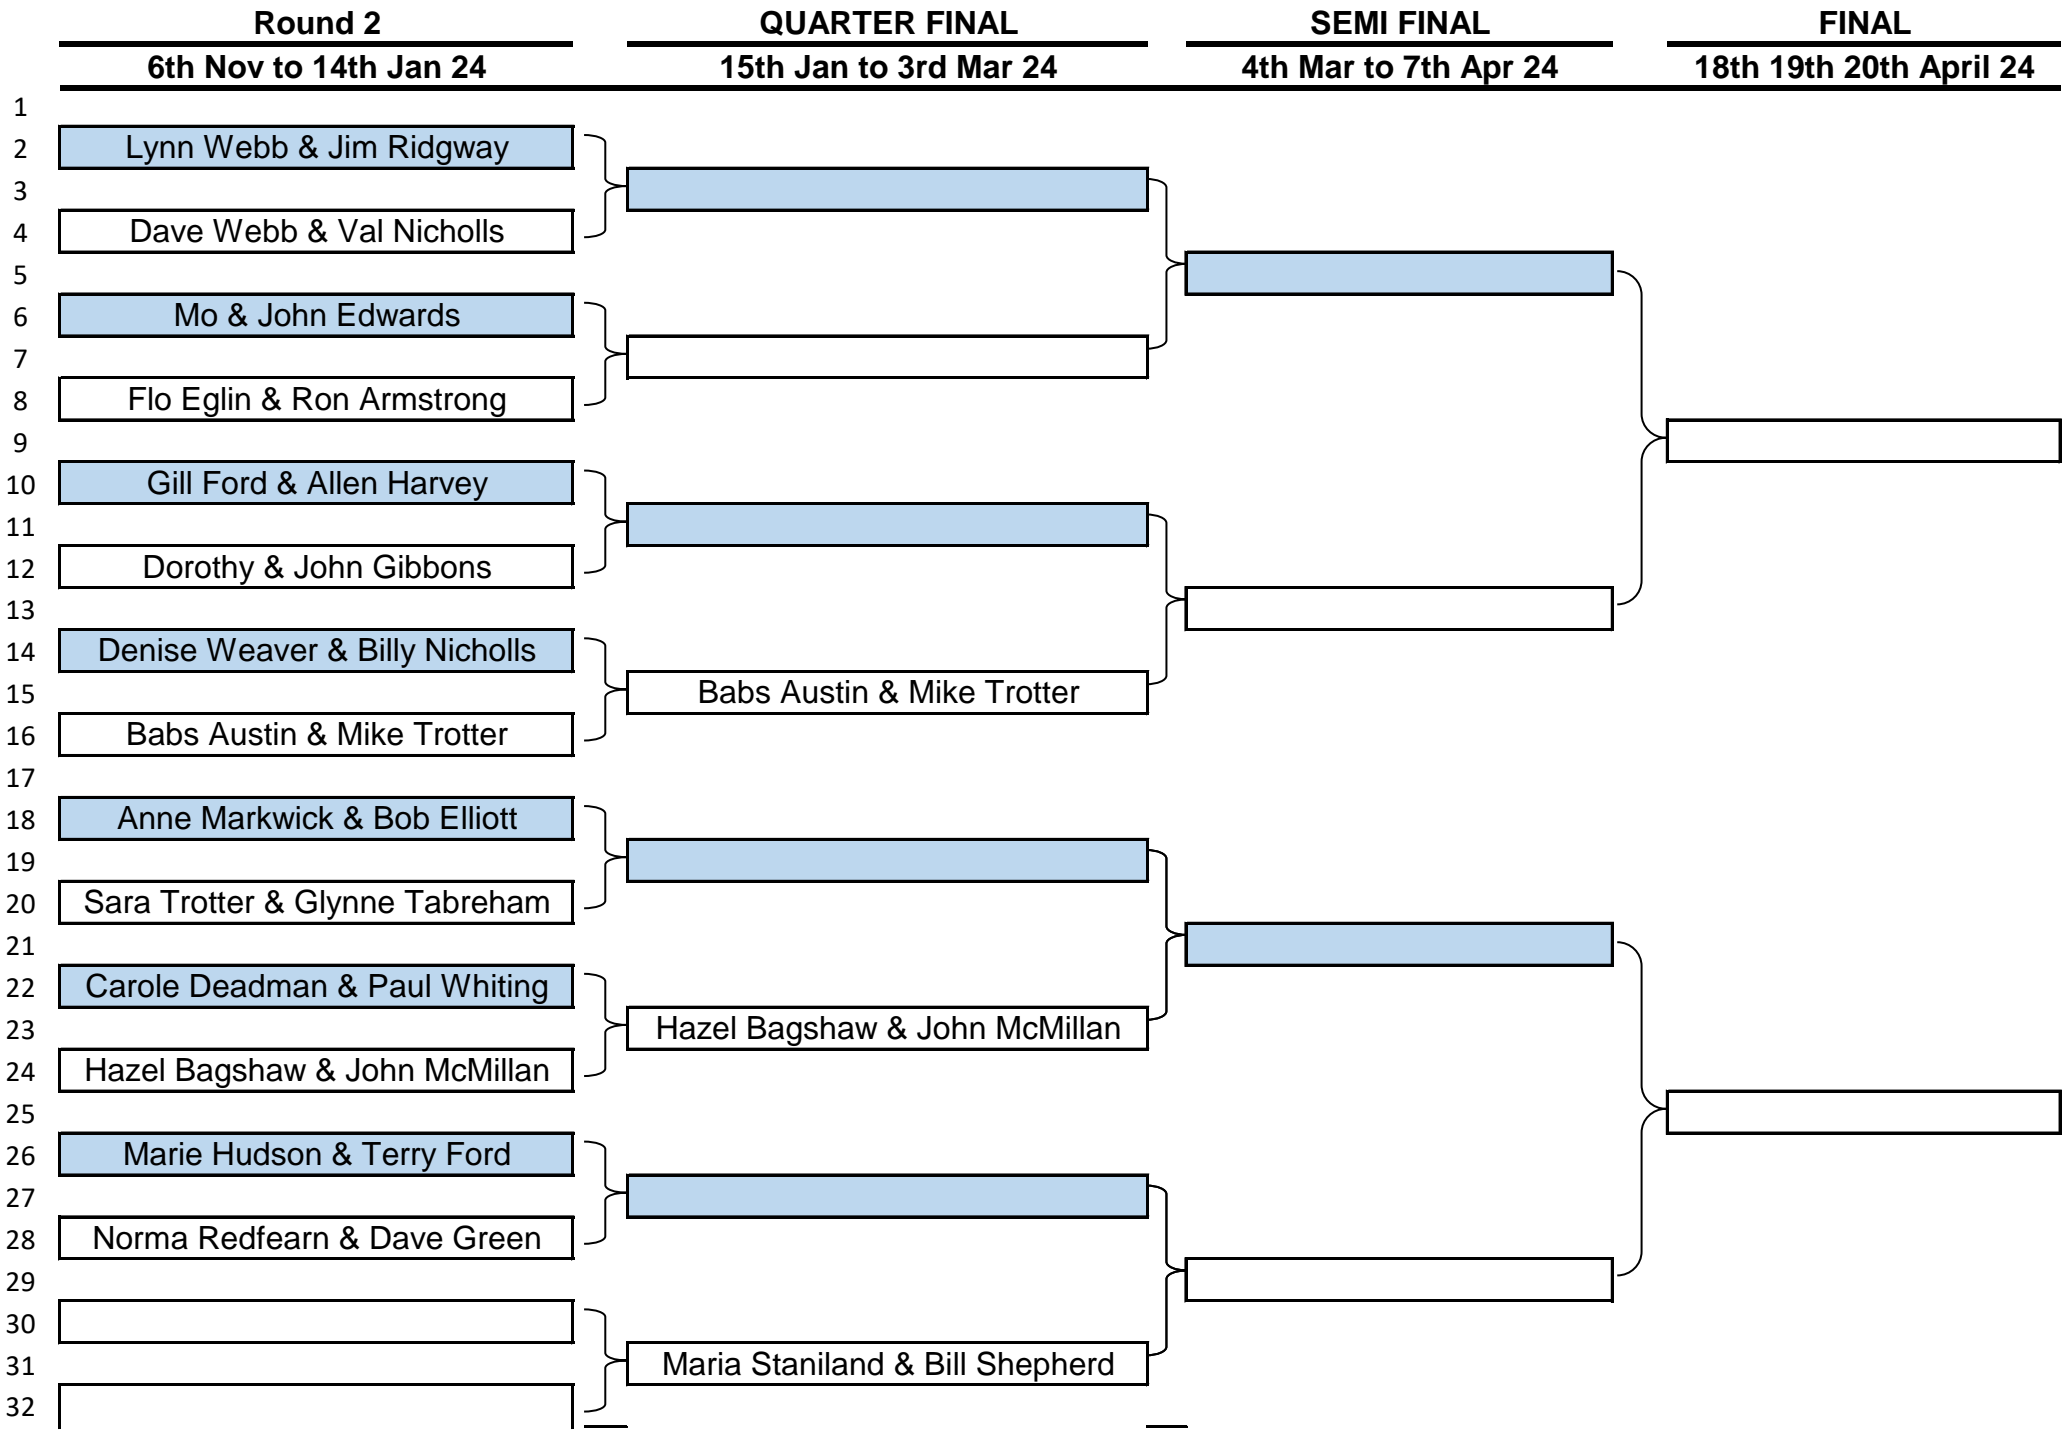 Round 2 QUARTER FINAL SEMI FINAL FINAL
6th Nov to 14th Jan 24 15th Jan to 3rd Mar 24 4th Mar to 7th Apr 24 18th 19th 20th April 24
1
2 Lynn Webb & Jim Ridgway
3
4 Dave Webb & Val Nicholls
5
6 Mo & John Edwards
7
8 Flo Eglin & Ron Armstrong
9
10 Gill Ford & Allen Harvey
11
12 Dorothy & John Gibbons
13
14 Denise Weaver & Billy Nicholls
15 Babs Austin & Mike Trotter
16 Babs Austin & Mike Trotter
17
18 Anne Markwick & Bob Elliott
19
20 Sara Trotter & Glynne Tabreham
21
22 Carole Deadman & Paul Whiting
23 Hazel Bagshaw & John McMillan
24 Hazel Bagshaw & John McMillan
25
26 Marie Hudson & Terry Ford
27
28 Norma Redfearn & Dave Green
29
30
31 Maria Staniland & Bill Shepherd
32